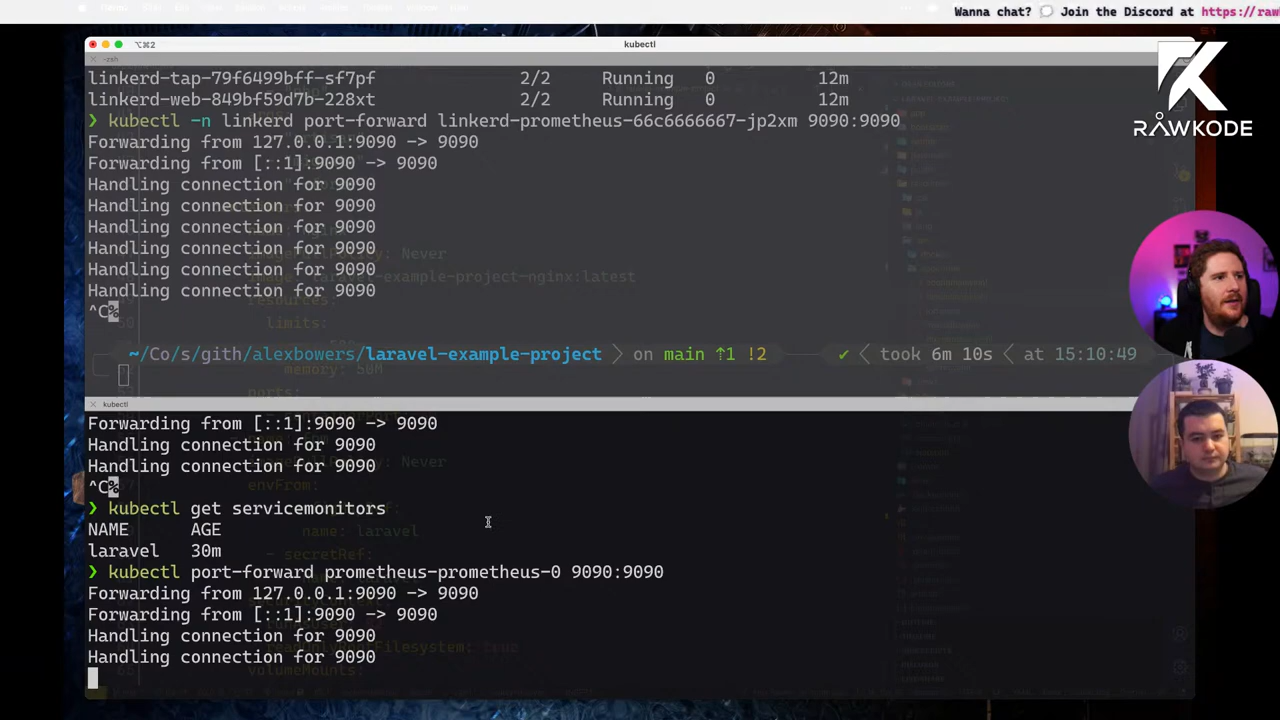 Wanna chat? 💬 Join the Discord at https://raw
⌥⌘2
kubectl
-zsh
linkerd-tap-79f6499bff-sf7pf 2/2 Running 0 12m
linkerd-web-849bf59d7b-228xt 2/2 Running 0 12m
❯ kubectl -n linkerd port-forward linkerd-prometheus-66c6666667-jp2xm 9090:9090
Forwarding from 127.0.0.1:9090 -> 9090
Forwarding from [::1]:9090 -> 9090
Handling connection for 9090
Handling connection for 9090
Handling connection for 9090
Handling connection for 9090
Handling connection for 9090
Handling connection for 9090
^C%
~/Co/s/gith/alexbowers/laravel-example-project on main ⇡1 !2 ✔ took 6m 10s at 15:10:49
kubectl
Forwarding from [::1]:9090 -> 9090
Handling connection for 9090
Handling connection for 9090
^C%
❯ kubectl get servicemonitors
NAME AGE
laravel 30m
❯ kubectl port-forward prometheus-prometheus-0 9090:9090
Forwarding from 127.0.0.1:9090 -> 9090
Forwarding from [::1]:9090 -> 9090
Handling connection for 9090
Handling connection for 9090
RAWKODE